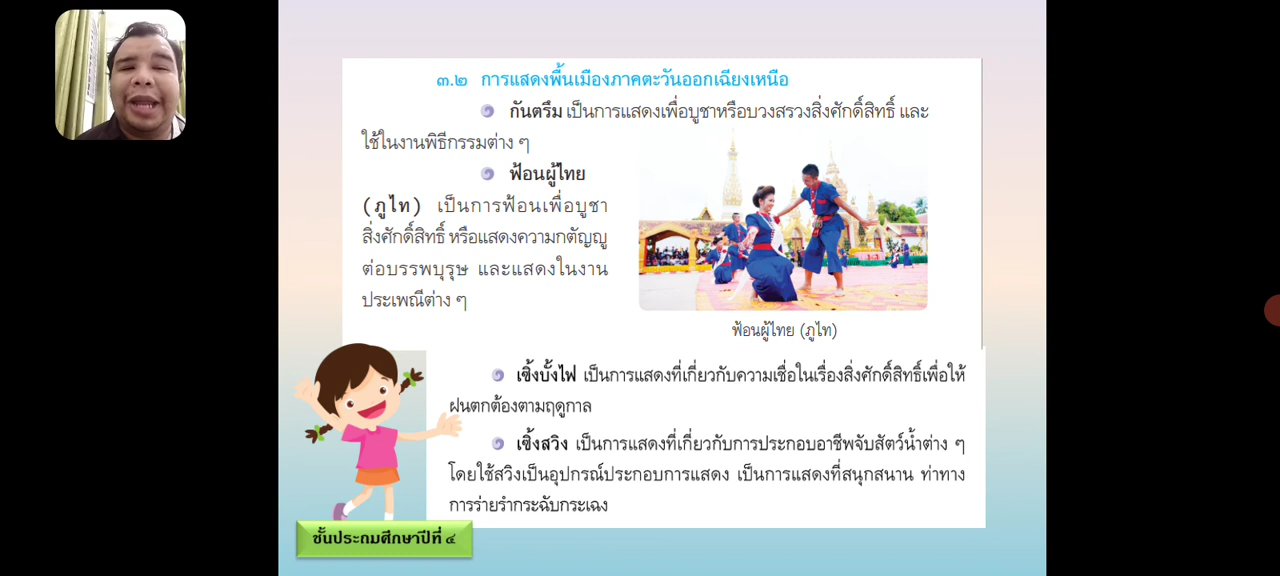 ๓.๒ การแสดงพื้นเมืองภาคตะวันออกเฉียงเหนือ
กันตรึม เป็นการแสดงเพื่อบูชาหรือบวงสรวงสิ่งศักดิ์สิทธิ์ และ
ใช้ในงานพิธีกรรมต่าง ๆ
ฟ้อนผู้ไทย
(ภูไท) เป็นการฟ้อนเพื่อบูชา
สิ่งศักดิ์สิทธิ์ หรือแสดงความกตัญญู
ต่อบรรพบุรุษ และแสดงในงาน
ประเพณีต่าง ๆ
ฟ้อนผู้ไทย (ภูไท)
เซิ้งบั้งไฟ เป็นการแสดงที่เกี่ยวกับความเชื่อในเรื่องสิ่งศักดิ์สิทธิ์เพื่อให้
ฝนตกต้องตามฤดูกาล
เซิ้งสวิง เป็นการแสดงที่เกี่ยวกับการประกอบอาชีพจับสัตว์น้ำต่าง ๆ
โดยใช้สวิงเป็นอุปกรณ์ประกอบการแสดง เป็นการแสดงที่สนุกสนาน ท่าทาง
การร่ายรำกระฉับกระเฉง
ชั้นประถมศึกษาปีที่ ๔